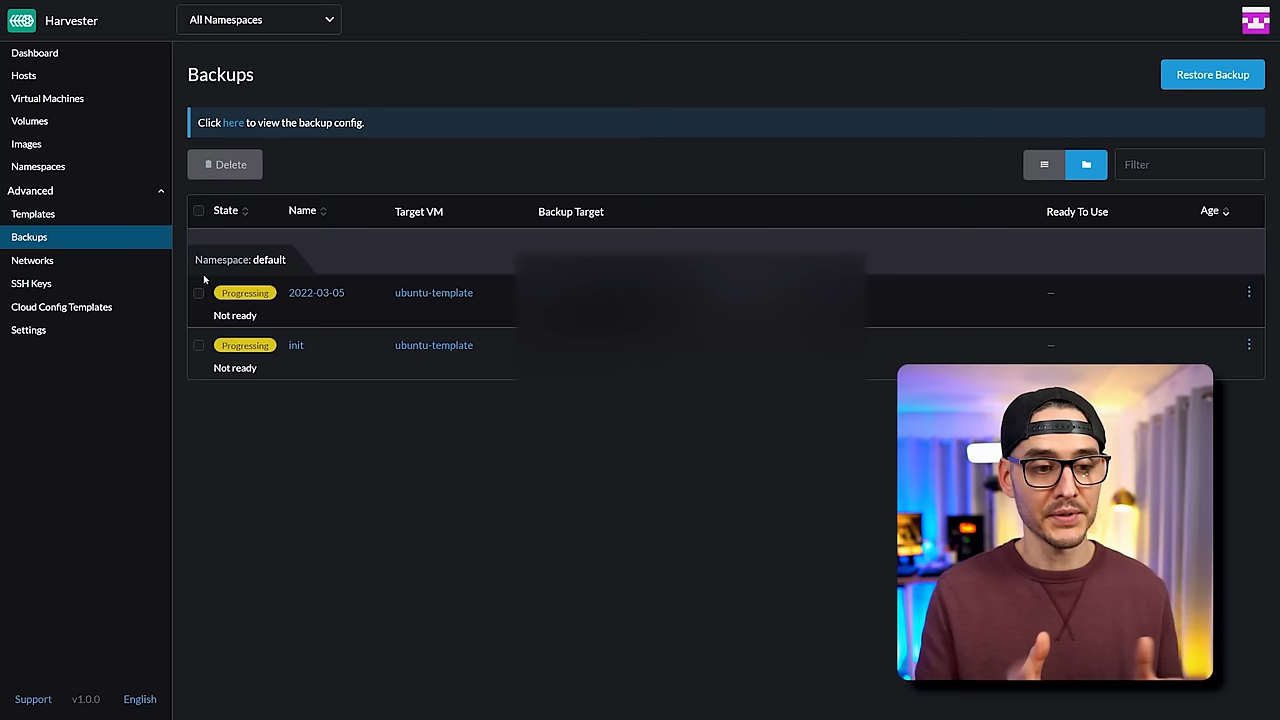 Harvester
All Namespaces
Dashboard
Hosts
Virtual Machines
Volumes
Images
Namespaces
Advanced
Templates
Backups
Networks
SSH Keys
Cloud Config Templates
Settings
Support v1.0.0 English
Backups
Restore Backup
Click here to view the backup config.
Delete
Filter
State Name Target VM Backup Target Ready To Use Age
Namespace: default
Progressing 2022-03-05 ubuntu-template —
Not ready
Progressing init ubuntu-template —
Not ready